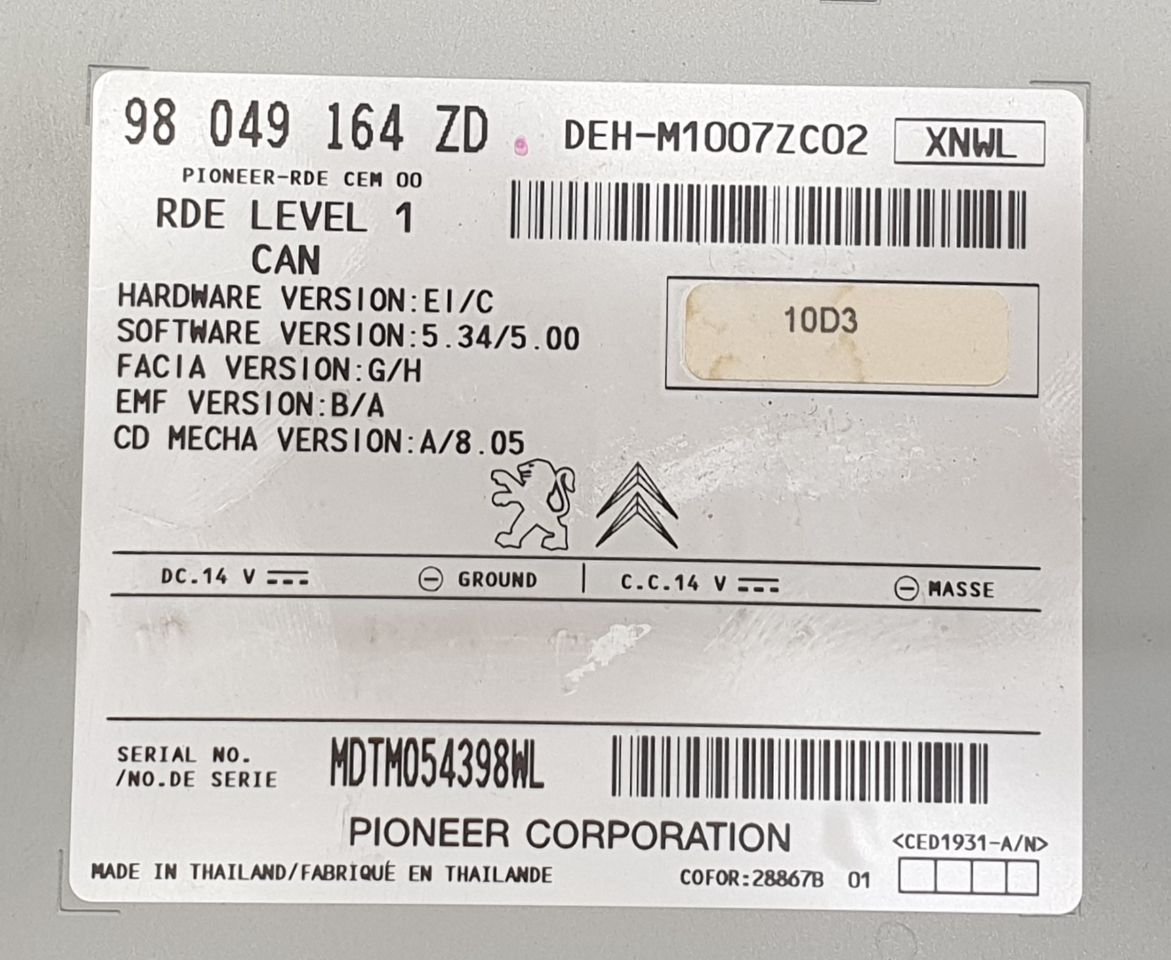 98 049 164 ZD . DEH-M1007ZC02 XNWL
PIONEER-RDE CEM 00
RDE LEVEL 1
CAN
HARDWARE VERSION:EI/C
SOFTWARE VERSION:5.34/5.00
FACIA VERSION:G/H
EMF VERSION:B/A
CD MECHA VERSION:A/8.05
10D3
DC.14 V GROUND C.C.14 V MASSE
SERIAL NO.
/NO.DE SERIE
MDTM054398WL
PIONEER CORPORATION
<CED1931-A/N>
MADE IN THAILAND/FABRIQUÉ EN THAILANDE
COFOR:28867B 01